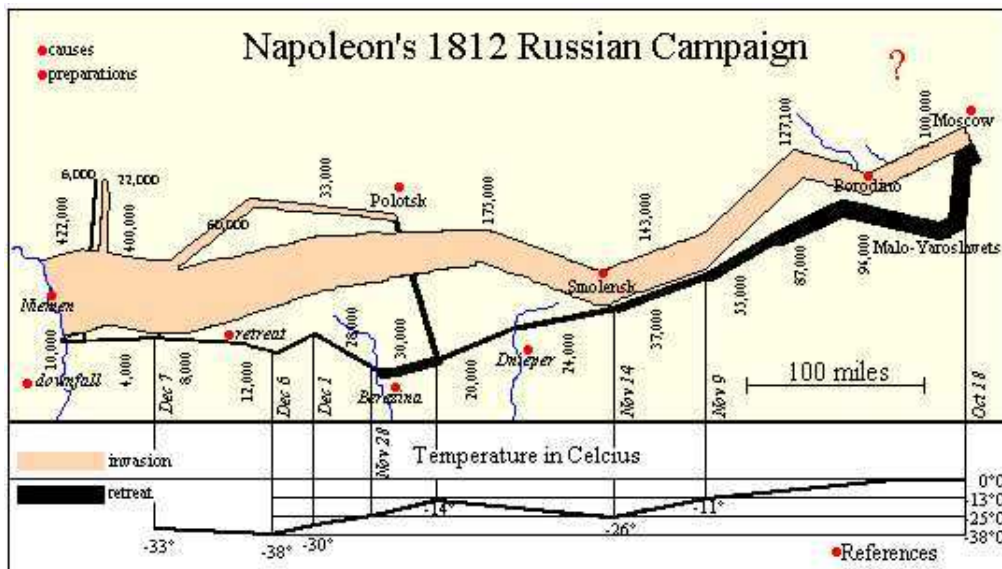 causes
Napoleon's 1812 Russian Campaign
preparations
?
100,000
Moscow
127,100
6,000
22,000
33,000
Polotsk
Borodino
422,000
400,000
60,000
175,000
143,000
Malo-Yaroslavets
87,000
96,000
Smolensk
Niemen
55,000
retreat
28,000
30,000
Dnieper
37,000
24,000
10,000
4,000
8,000
12,000
20,000
100 miles
downfall
Berezina
Dec 7
Dec 6
Dec 1
Nov 28
Nov 14
Nov 9
Oct 18
invasion
Temperature in Celcius
retreat
0°C
-13°C
-25°C
-38°C
-14°
-11°
-26°
-33°
-38°
-30°
References